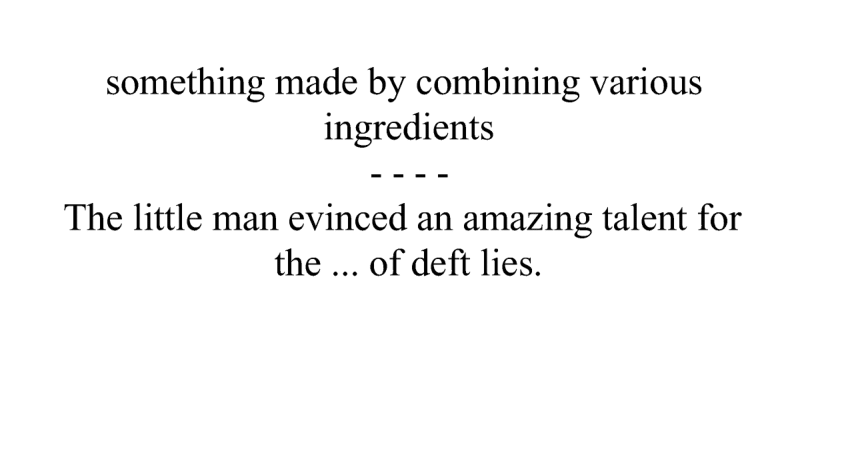 something made by combining various
ingredients
- - - -
The little man evinced an amazing talent for
the ... of deft lies.